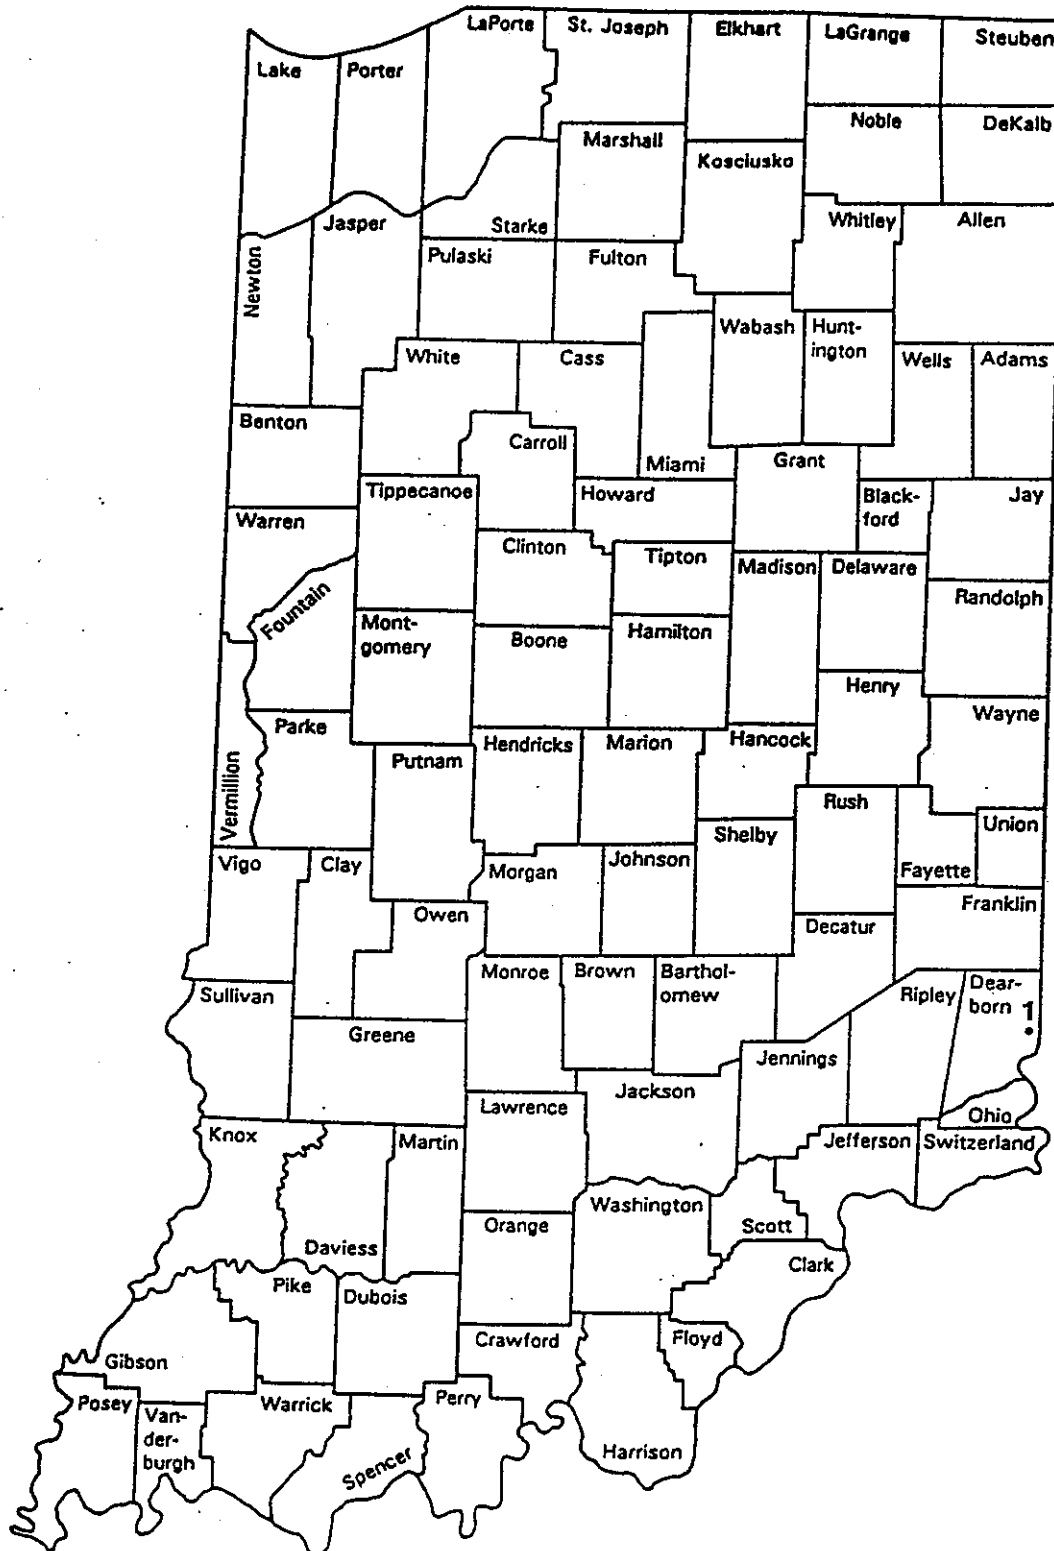 LaPorte
St. Joseph
Elkhart
LaGrange
Steuben
Lake
Porter
Noble
DeKalb
Marshall
Kosciusko
Jasper
Starke
Whitley
Allen
Newton
Pulaski
Fulton
Wabash
Hunt-
ington
White
Cass
Wells
Adams
Benton
Carroll
Miami
Grant
Tippecanoe
Howard
Black-
ford
Jay
Warren
Clinton
Tipton
Madison
Delaware
Fountain
Randolph
Mont-
gomery
Boone
Hamilton
Henry
Wayne
Parke
Putnam
Hendricks
Marion
Hancock
Vermillion
Rush
Union
Shelby
Vigo
Clay
Morgan
Johnson
Fayette
Owen
Franklin
Decatur
Monroe
Brown
Barthol-
omew
Sullivan
Ripley
Dear-
born
1
Greene
Jennings
Jackson
Lawrence
Ohio
Knox
Martin
Jefferson
Switzerland
Washington
Orange
Scott
Daviess
Clark
Pike
Dubois
Crawford
Floyd
Gibson
Posey
Van-
der-
burgh
Warrick
Perry
Spencer
Harrison